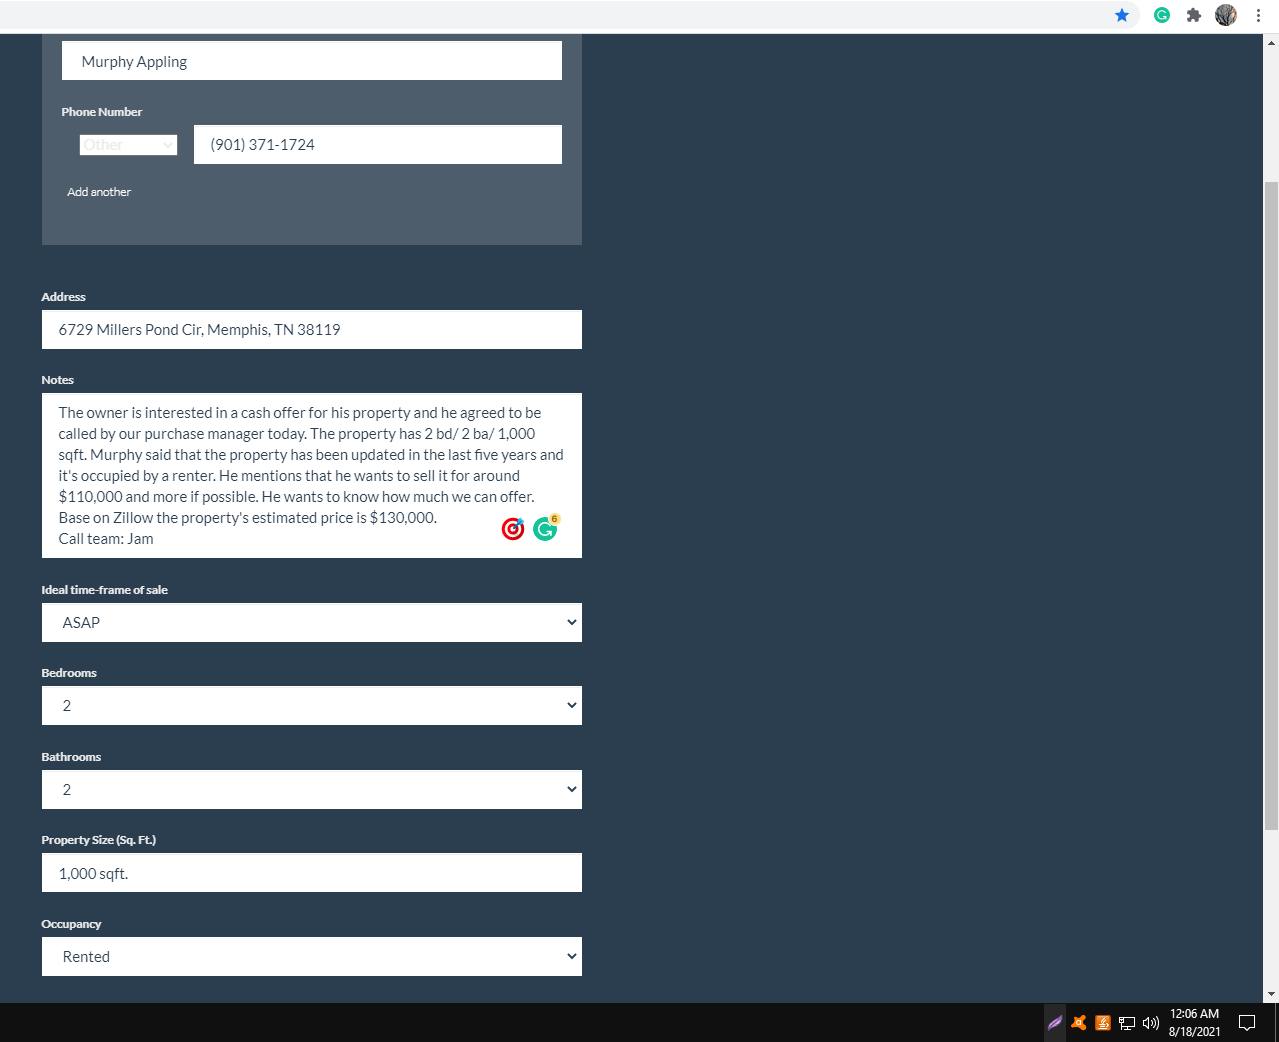 Murphy Appling
Phone Number
Other
(901) 371-1724
Add another
Address
6729 Millers Pond Cir, Memphis, TN 38119
Notes
The owner is interested in a cash offer for his property and he agreed to be
called by our purchase manager today. The property has 2 bd/ 2 ba/ 1,000
sqft. Murphy said that the property has been updated in the last five years and
it's occupied by a renter. He mentions that he wants to sell it for around
$110,000 and more if possible. He wants to know how much we can offer.
Base on Zillow the property's estimated price is $130,000.
6
Call team: Jam
Ideal time-frame of sale
ASAP
Bedrooms
2
Bathrooms
2
Property Size (Sq. Ft.)
1,000 sqft.
Occupancy
Rented
12:06 AM
8/18/2021